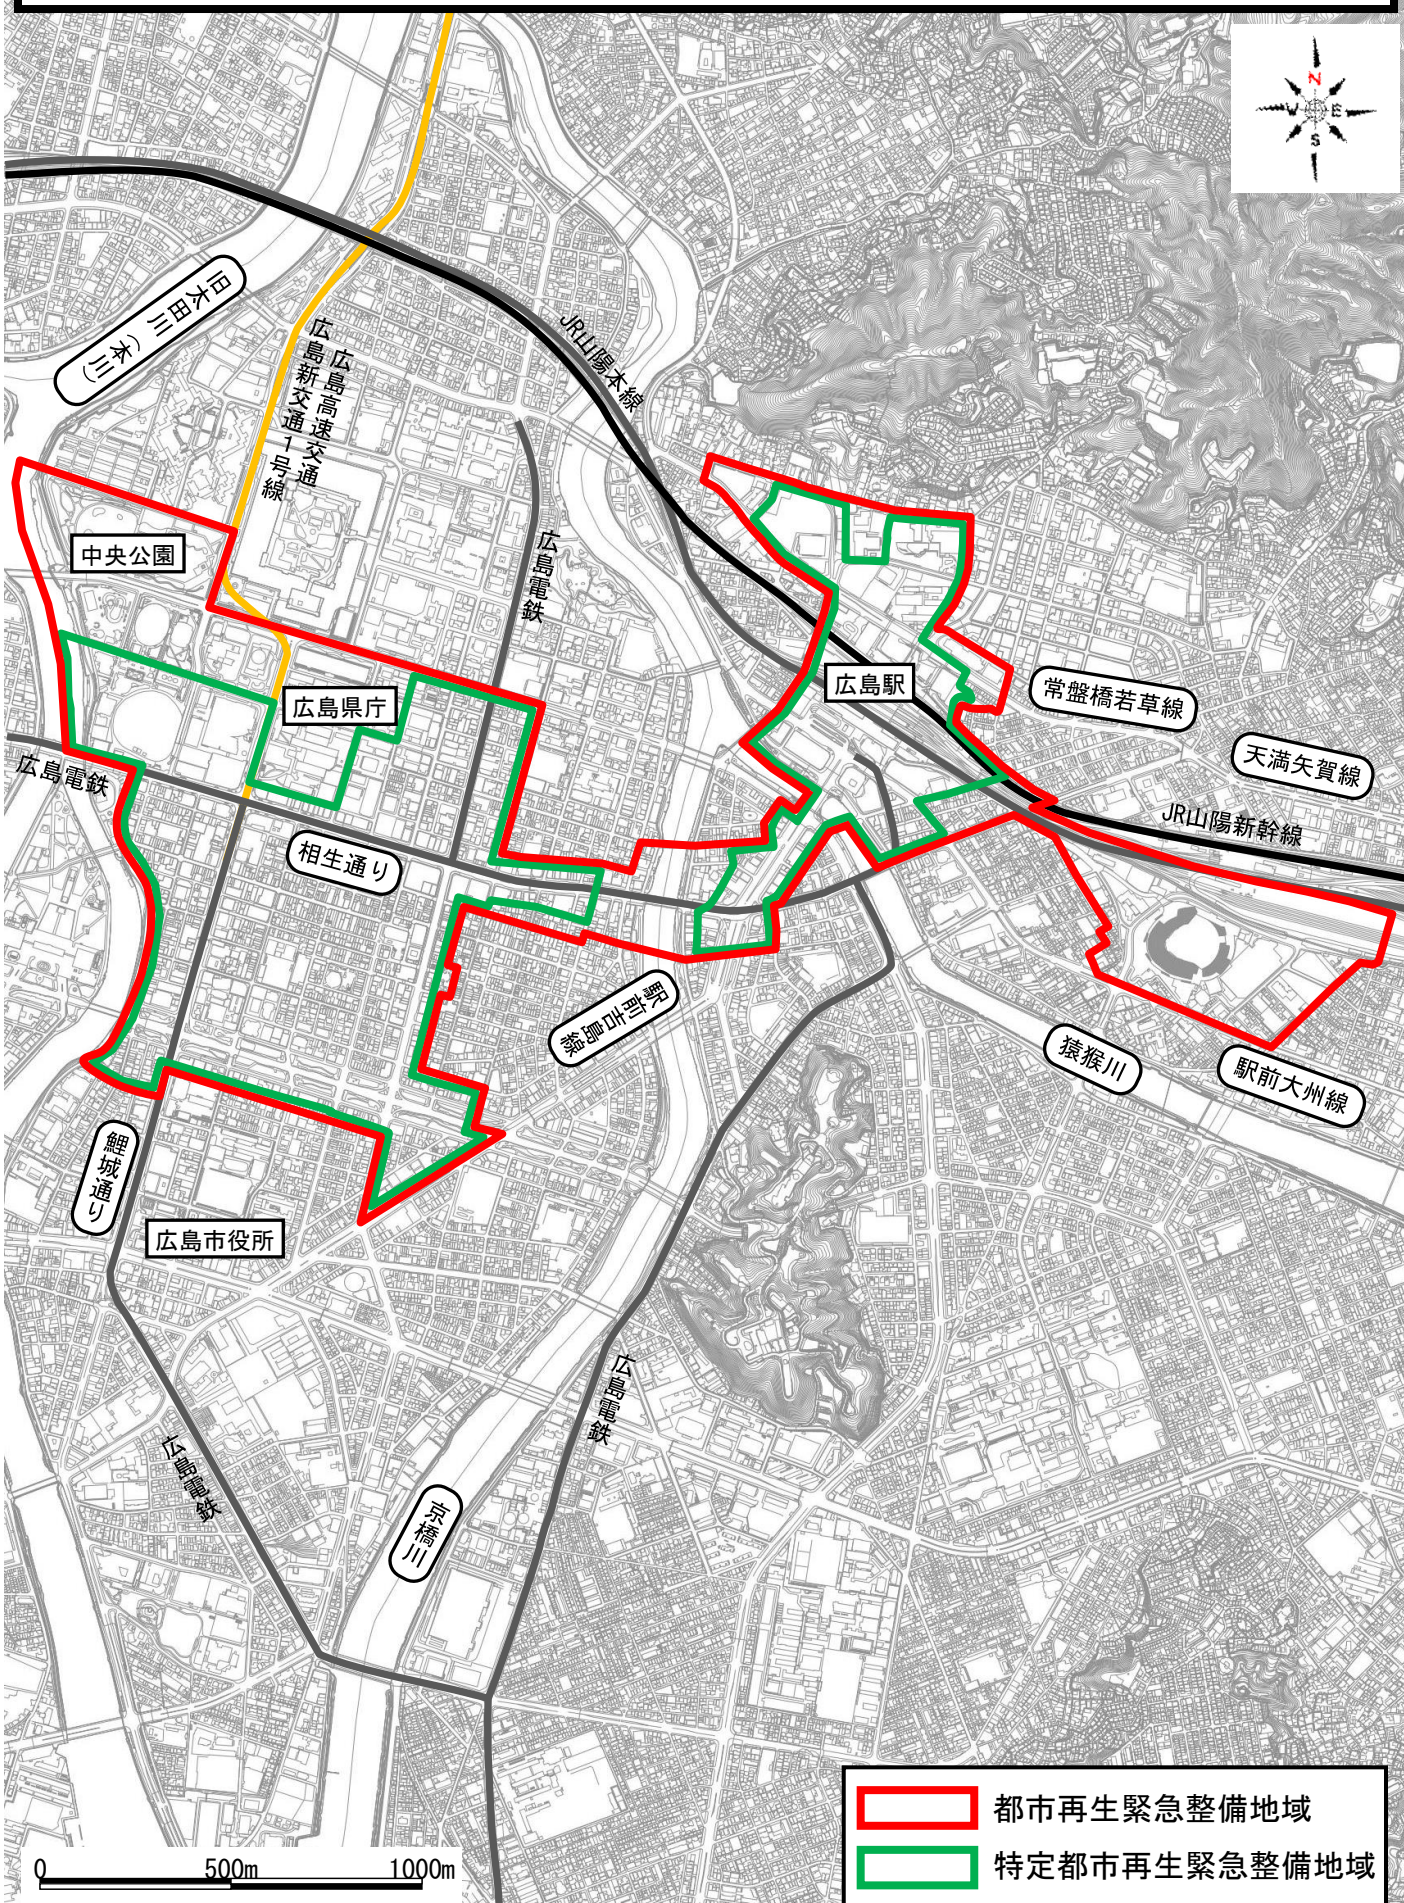 N
W
E
S
旧太田川（本川）
広島高速交通
広島新交通1号線
JR山陽本線
中央公園
広島電鉄
広島駅
常盤橋若草線
広島県庁
天満矢賀線
広島電鉄
JR山陽新幹線
相生通り
駅前吉島線
猿猴川
駅前大州線
鯉城通り
広島市役所
広島電鉄
広島電鉄
京橋川
都市再生緊急整備地域
特定都市再生緊急整備地域
0 500m 1000m